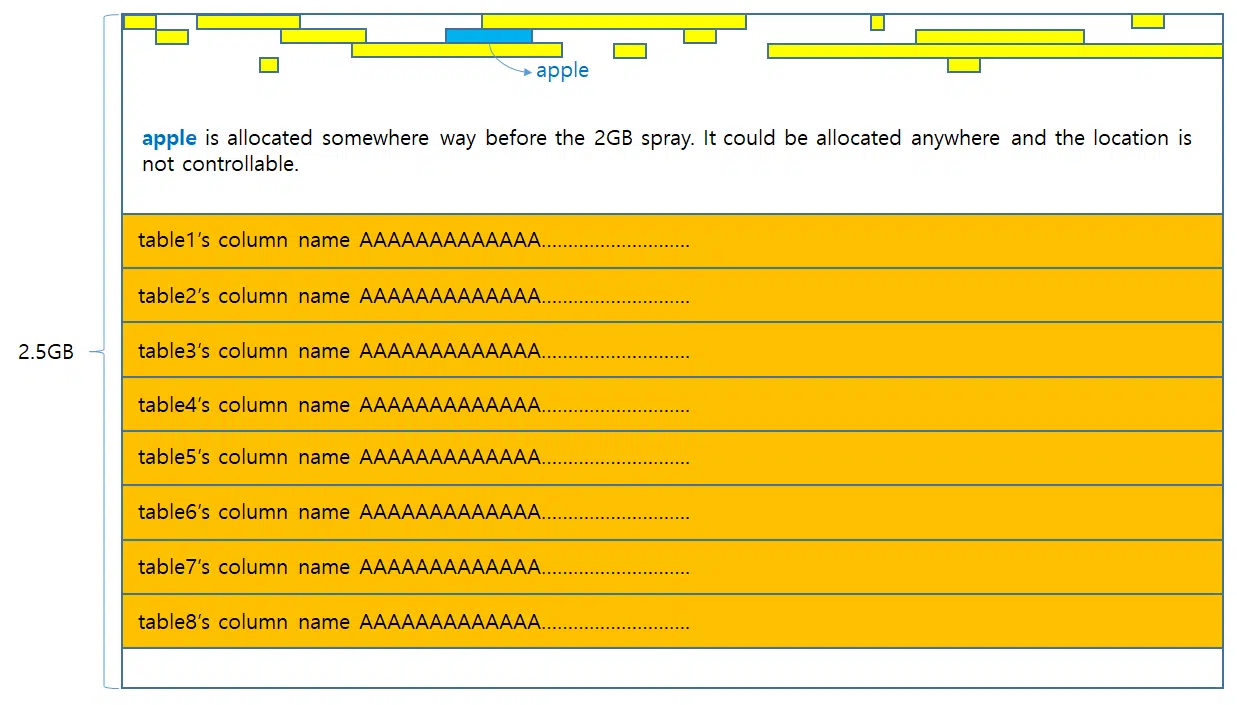 apple
apple is allocated somewhere way before the 2GB spray. It could be allocated anywhere and the location is
not controllable.
table1’s column name AAAAAAAAAAAAA............................
table2’s column name AAAAAAAAAAAAA............................
table3’s column name AAAAAAAAAAAAA............................
2.5GB
table4’s column name AAAAAAAAAAAAA............................
table5’s column name AAAAAAAAAAAAA............................
table6’s column name AAAAAAAAAAAAA............................
table7’s column name AAAAAAAAAAAAA............................
table8’s column name AAAAAAAAAAAAA............................